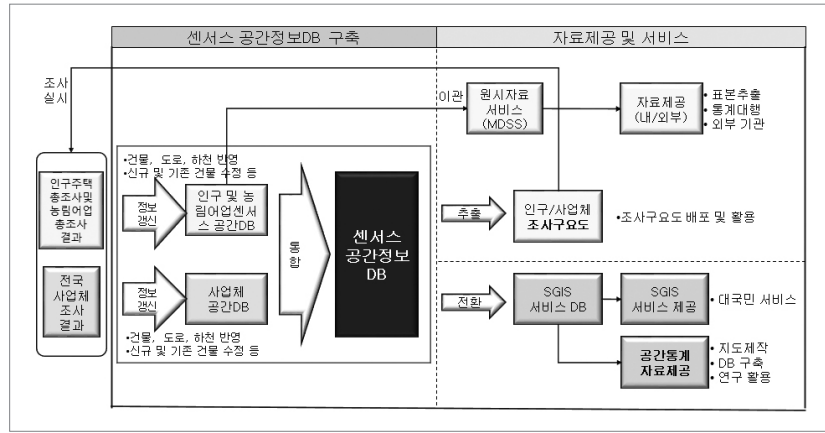 센서스 공간정보DB 구축
자료제공 및 서비스
조사
실시
이관
원시자료
서비스
(MDSS)
자료제공
(내/외부)
•표본추출
•통계대행
•외부 기관
인구주택
총조사및
농림어업
총조사
결과
전국
사업체
조사
결과
•건물, 도로, 하천 반영
•신규 및 기존 건물 수정 등
정보
갱신
인구 및 농
림어업센서
스 공간DB
정보
갱신
사업체
공간DB
•건물, 도로, 하천 반영
•신규 및 기존 건물 수정 등
통
합
센서스
공간정보
DB
추출
인구/사업체
조사구요도
•조사구요도 배포 및 활용
전환
SGIS
서비스 DB
SGIS
서비스 제공
•대국민 서비스
공간통계
자료제공
•지도제작
•DB 구축
•연구 활용